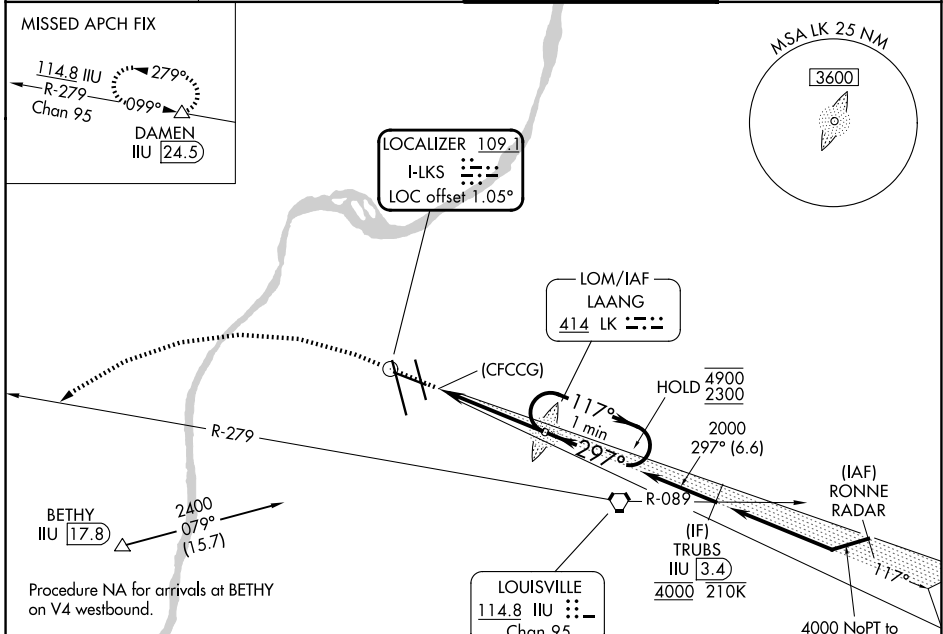 MISSED APCH FIX
114.8 IIU
R-279
Chan 95
279°
099°
DAMEN
IIU 24.5
MSA LK 25 NM
3600
LOCALIZER 109.1
I-LKS
LOC offset 1.05°
LOM/IAF
LAANG
414 LK
(CFCCG)
HOLD 4900
2300
117°
1 min
297°
2000
297° (6.6)
R-279
R-089
(IAF)
RONNE
RADAR
BETHY
IIU 17.8
2400
079°
(15.7)
(IF)
TRUBS
IIU 3.4
4000 210K
117°
Procedure NA for arrivals at BETHY
on V4 westbound.
LOUISVILLE
114.8 IIU
Chan 95
4000 NoPT to